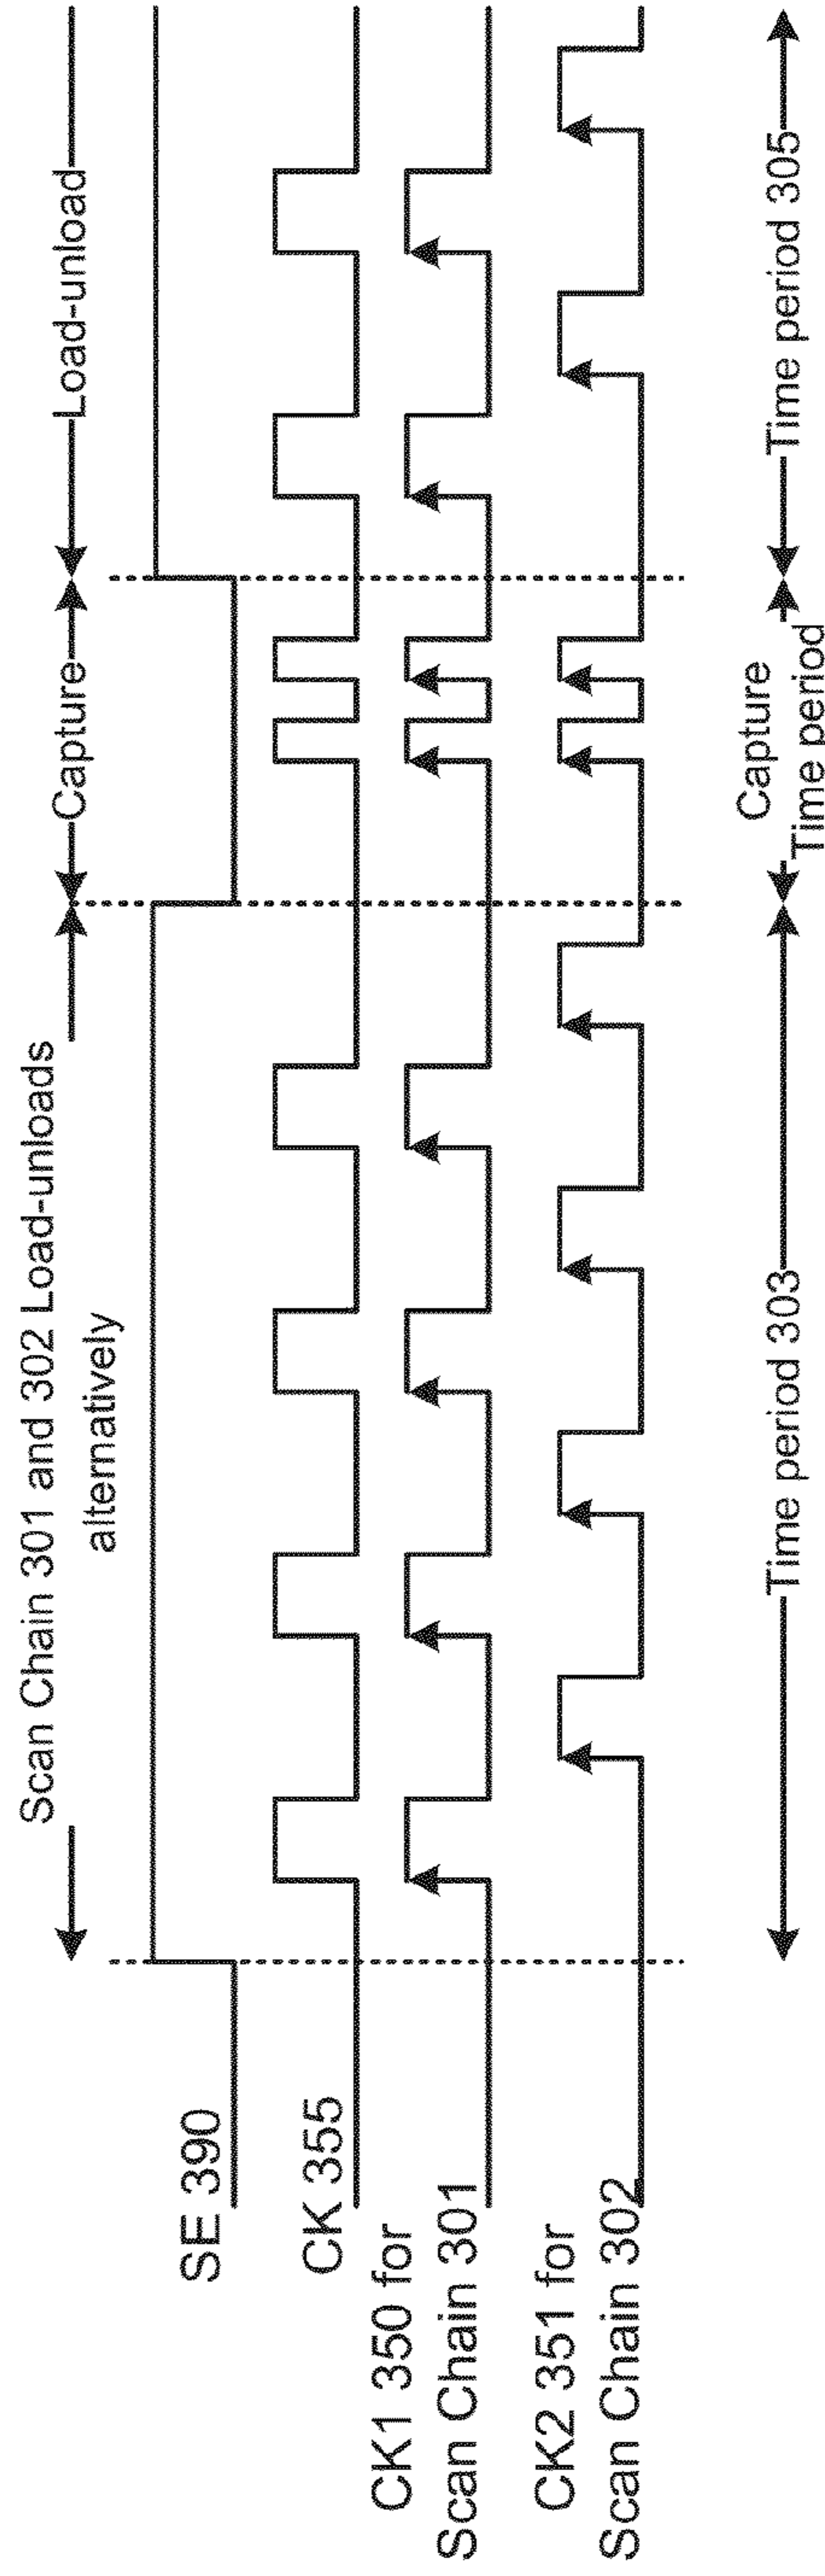 Scan Chain 301 and 302 Load-unloads
alternatively
Capture
Load-unload
SE 390
CK 355
CK1 350 for
Scan Chain 301
CK2 351 for
Scan Chain 302
Time period 303
Capture
Time period
Time period 305